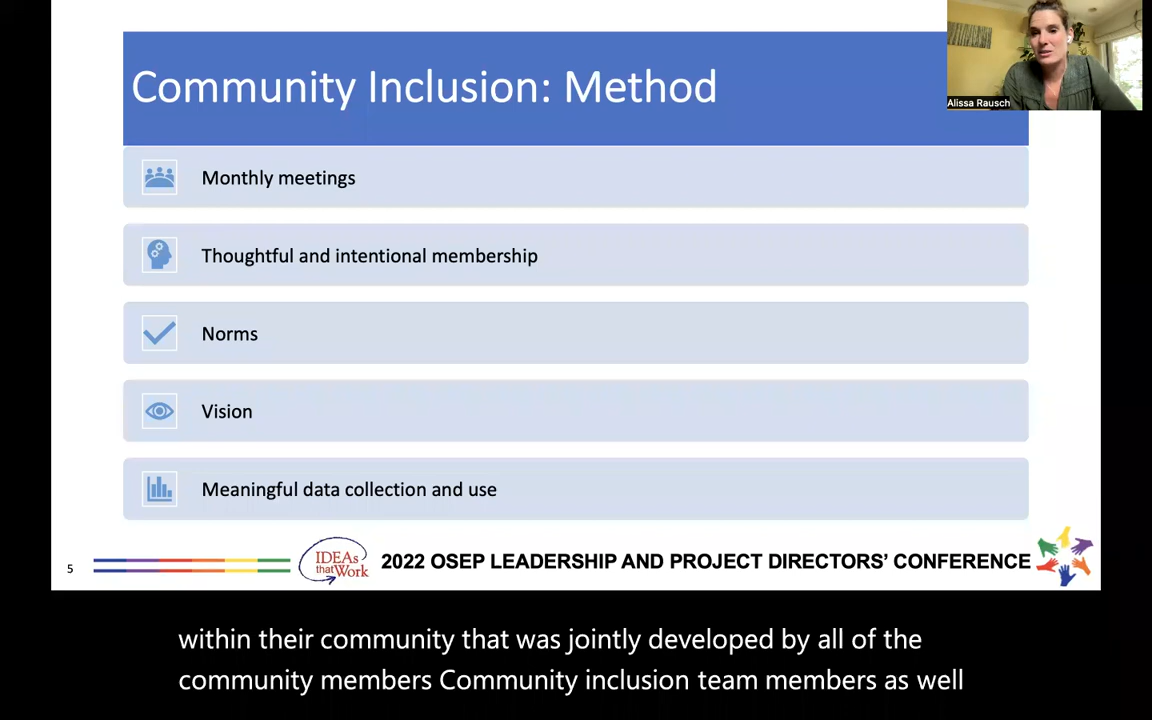 Community Inclusion: Method
Alissa Rausch
Monthly meetings
Thoughtful and intentional membership
Norms
Vision
Meaningful data collection and use
5
IDEAs
that Work
2022 OSEP LEADERSHIP AND PROJECT DIRECTORS’ CONFERENCE
within their community that was jointly developed by all of the
community members Community inclusion team members as well